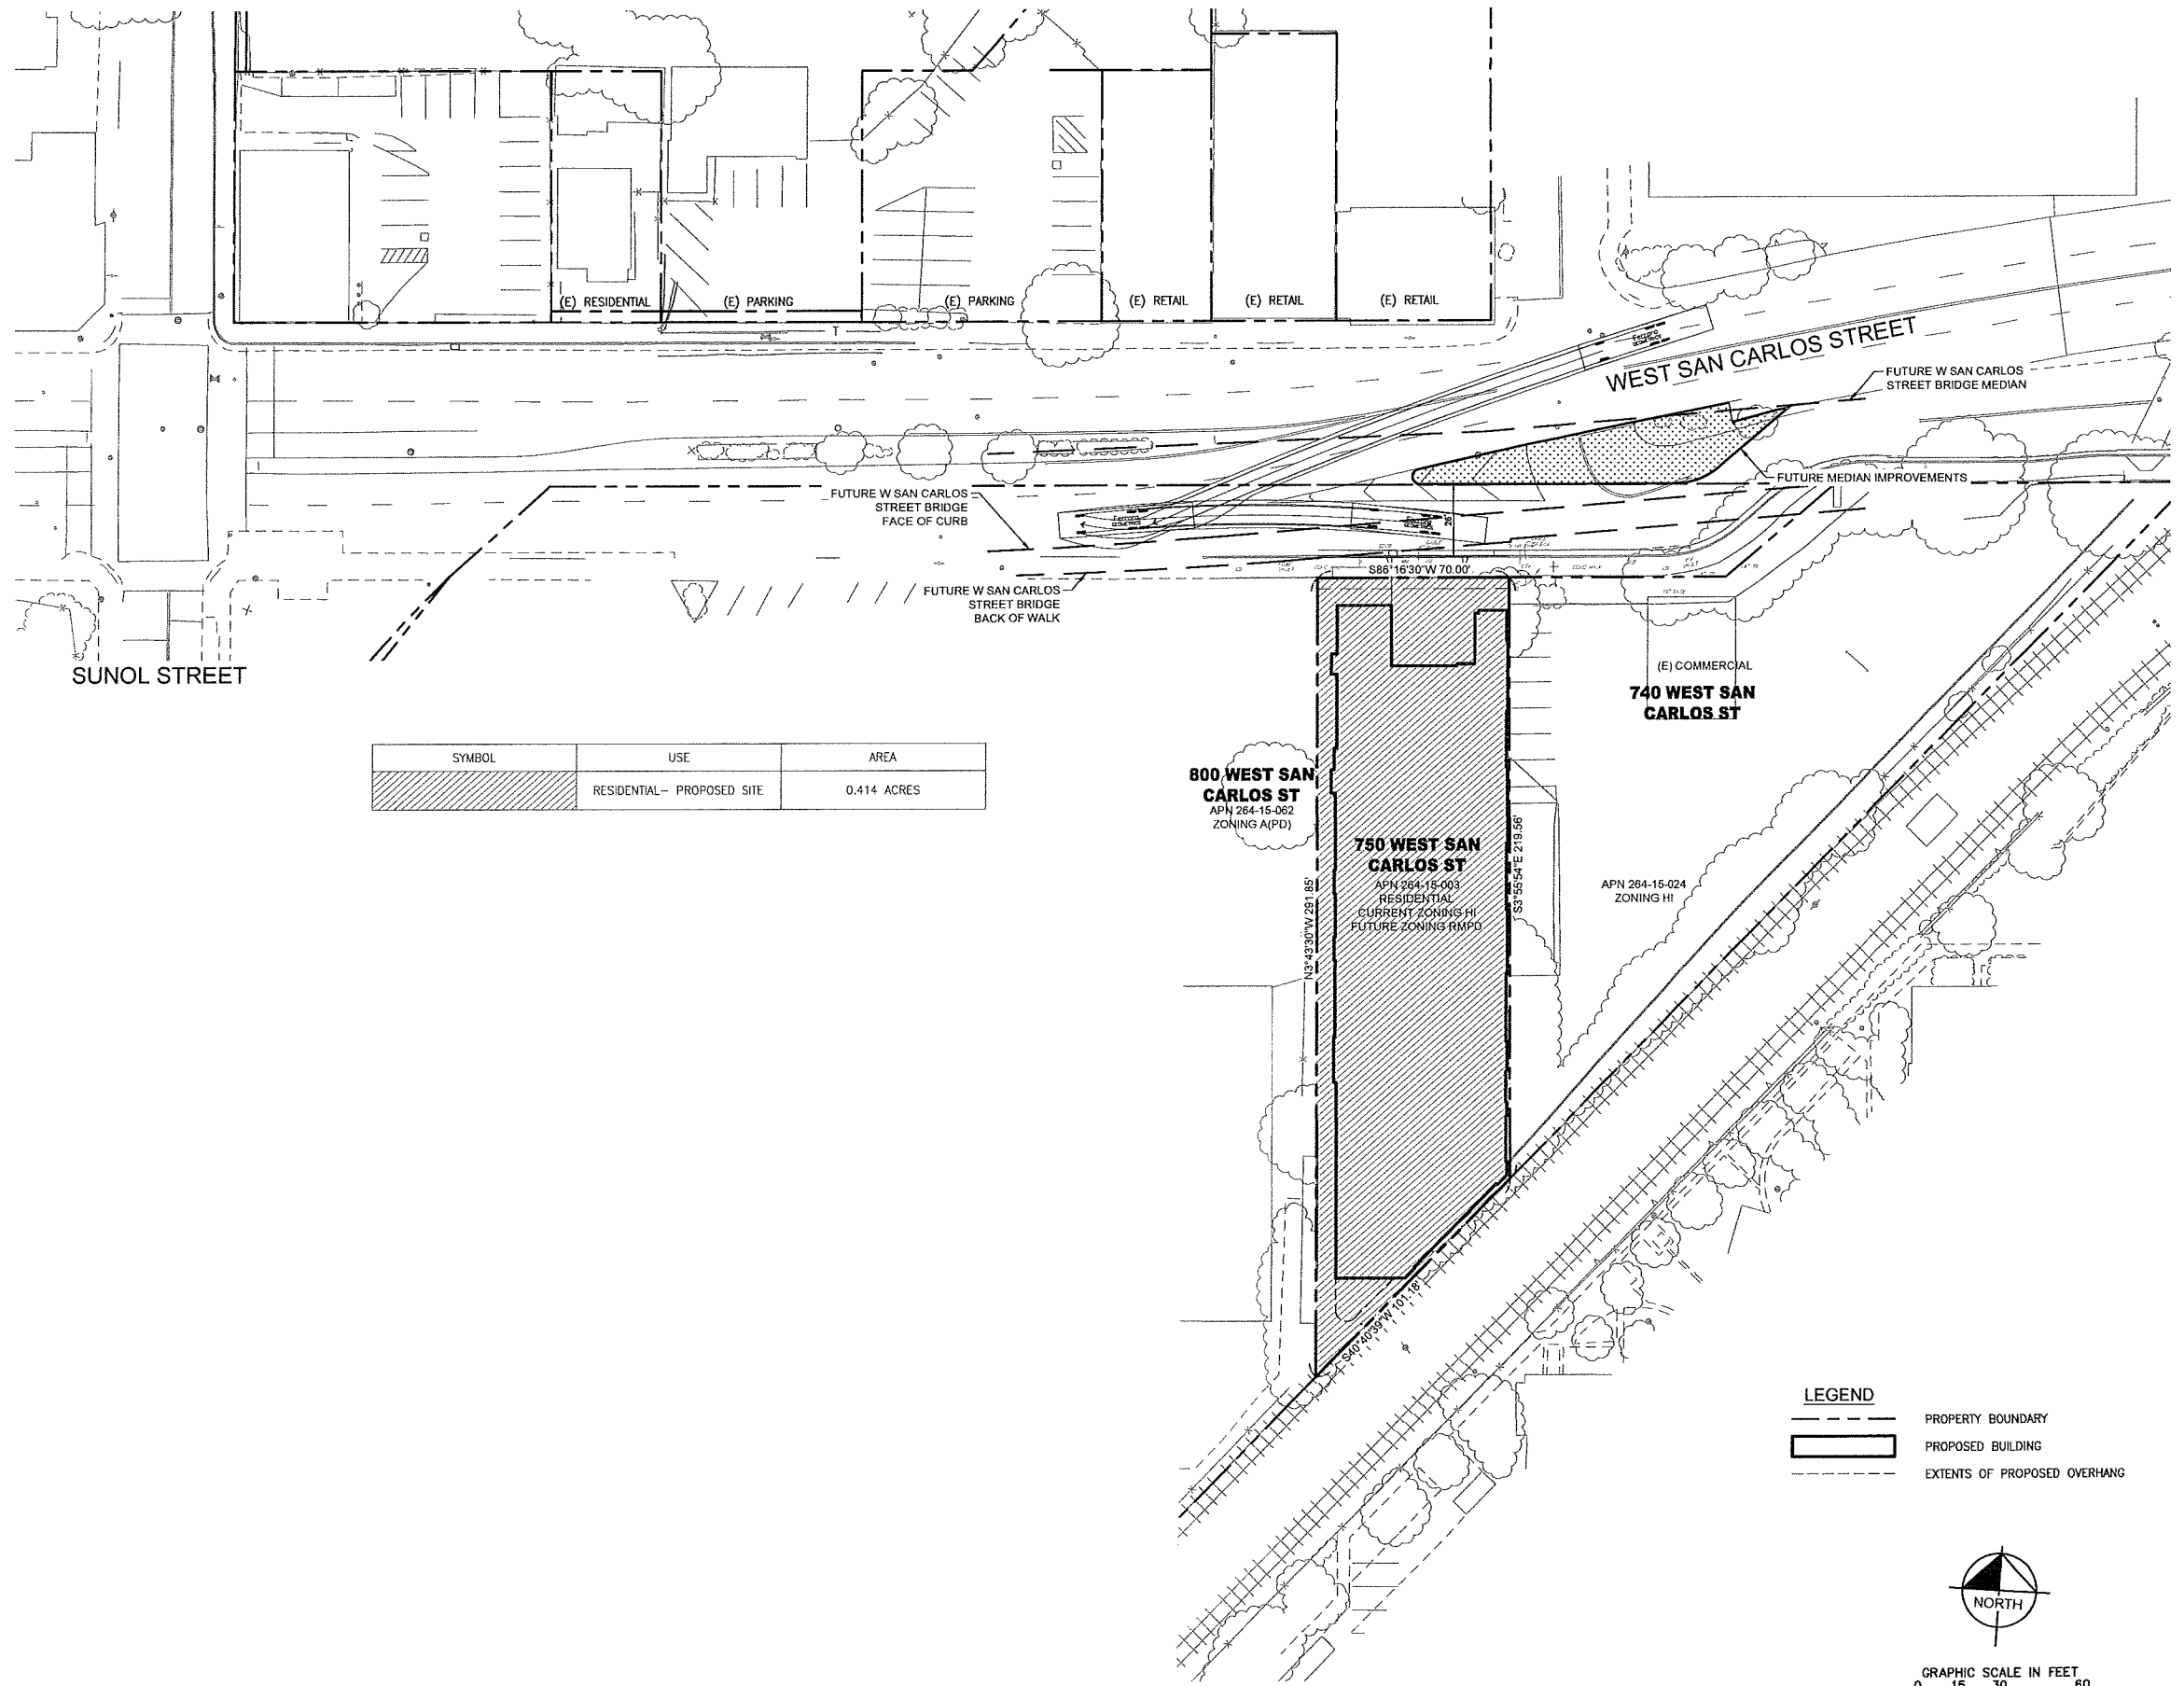 (E) RESIDENTIAL
(E) PARKING
(E) PARKING
(E) RETAIL
(E) RETAIL
(E) RETAIL
T
WEST SAN CARLOS STREET
FUTURE W SAN CARLOS
STREET BRIDGE MEDIAN
FUTURE MEDIAN IMPROVEMENTS
FUTURE W SAN CARLOS
STREET BRIDGE
FACE OF CURB
26'
S86°16'30"W 70.00'
FUTURE W SAN CARLOS
STREET BRIDGE
BACK OF WALK
SUNOL STREET
(E) COMMERCIAL
740 WEST SAN
CARLOS ST
SYMBOL USE AREA
RESIDENTIAL- PROPOSED SITE 0.414 ACRES
800 WEST SAN
CARLOS ST
APN 264-15-062
ZONING A(PD)
750 WEST SAN
CARLOS ST
APN 264-15-003
RESIDENTIAL
CURRENT ZONING HI
FUTURE ZONING RMPD
N3°43'30"W 291.85'
S3°55'54"E 219.56'
APN 264-15-024
ZONING HI
S40°40'39"W 101.18'
LEGEND
PROPERTY BOUNDARY
PROPOSED BUILDING
EXTENTS OF PROPOSED OVERHANG
NORTH
GRAPHIC SCALE IN FEET
0 15 30 60